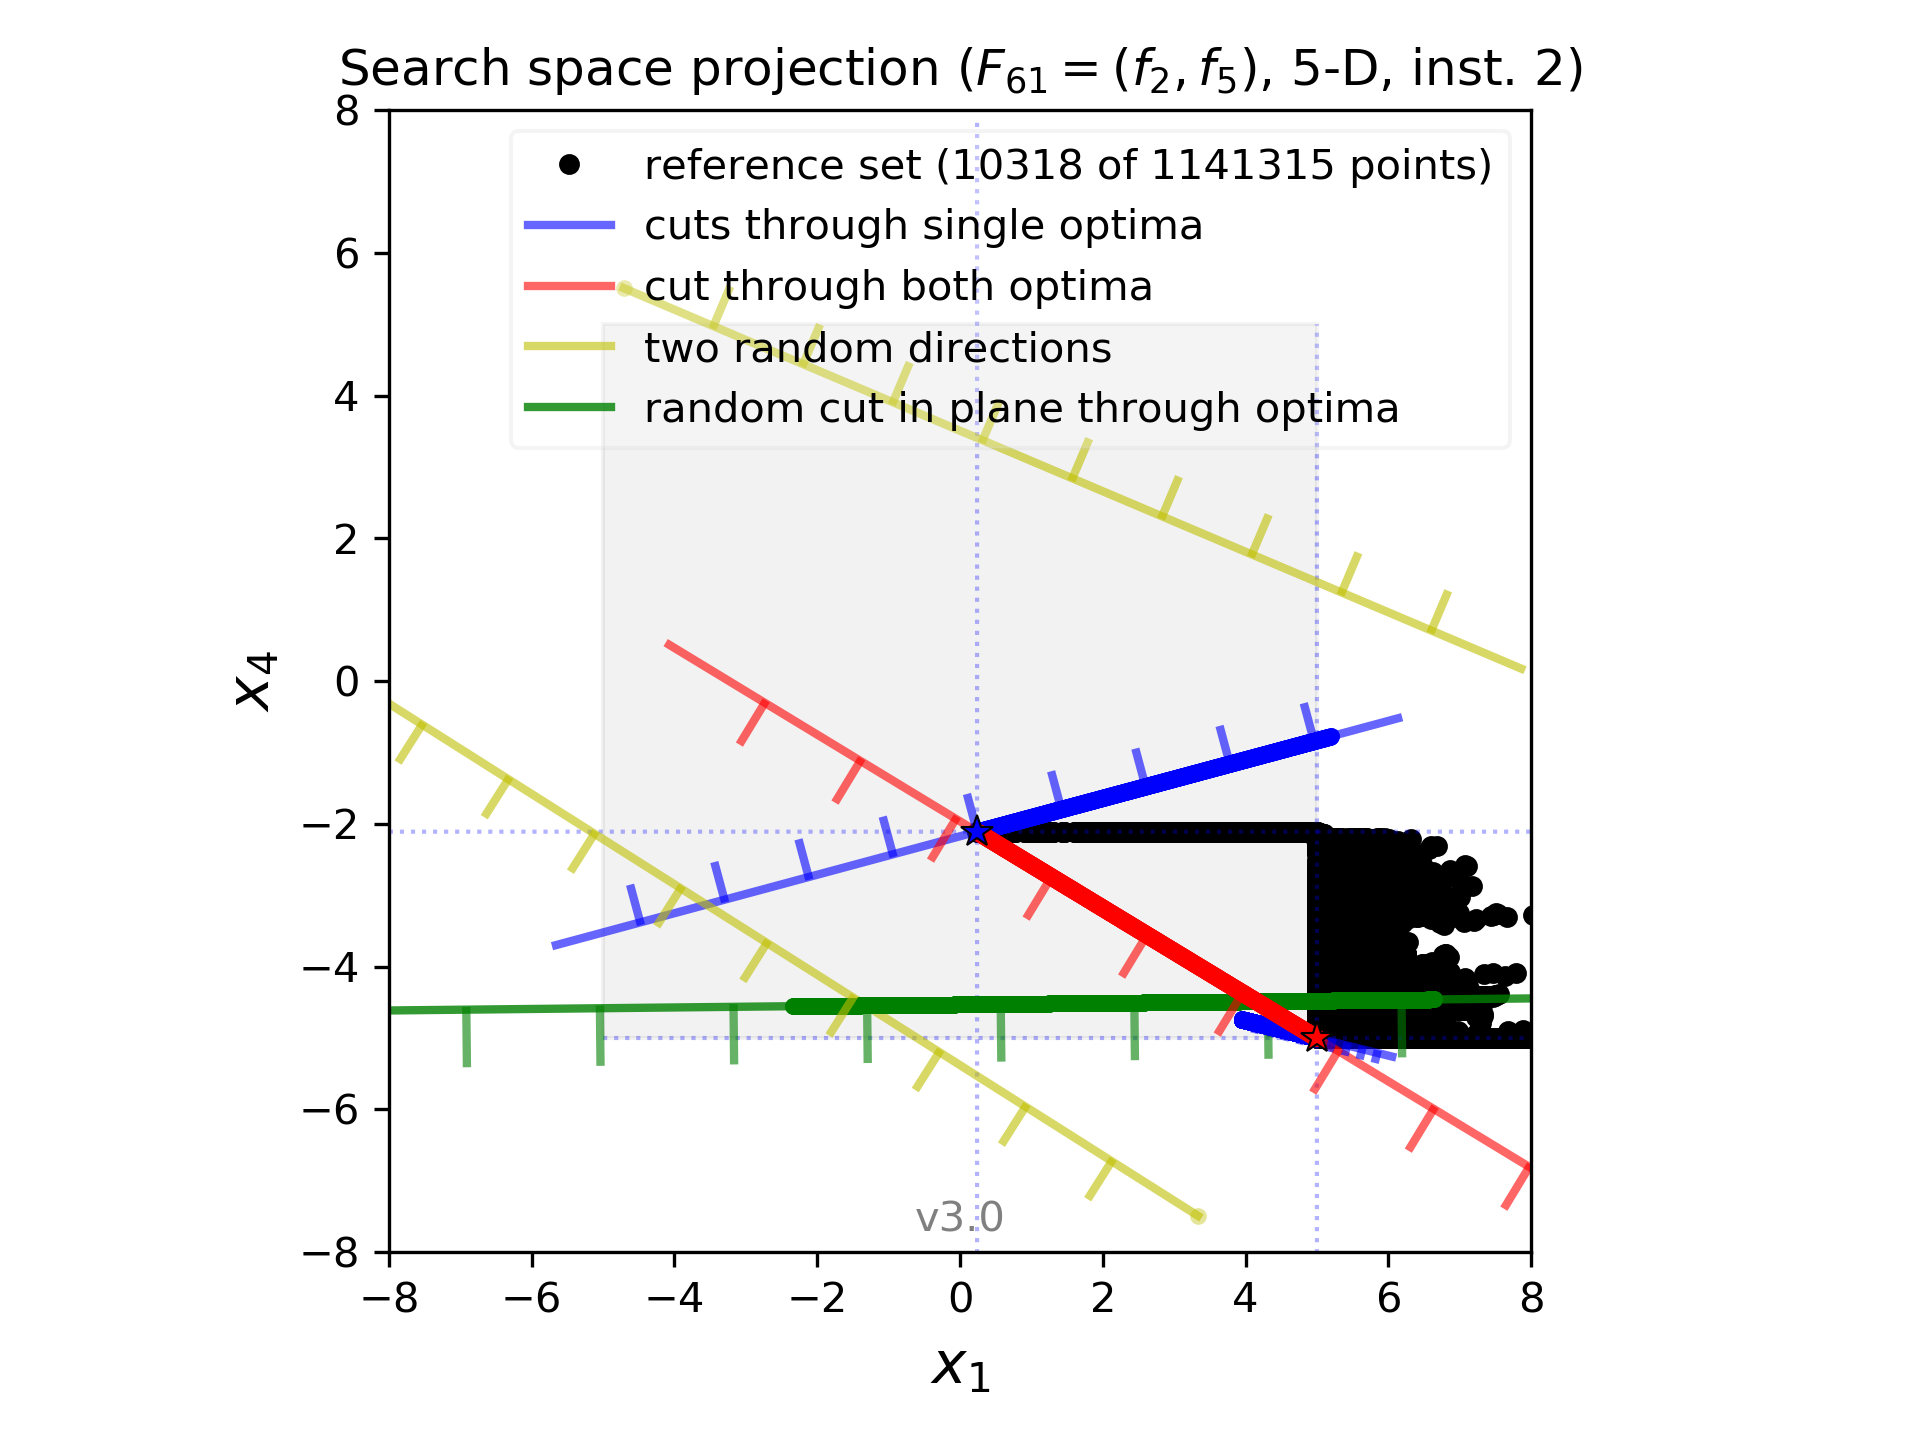 Search space projection (F61 = (f2, f5), 5-D, inst. 2)
8
6
4
2
0
−2
−4
−6
−8
x4
reference set (10318 of 1141315 points)
cuts through single optima
cut through both optima
two random directions
random cut in plane through optima
v3.0
−8 −6 −4 −2 0 2 4 6 8
x1